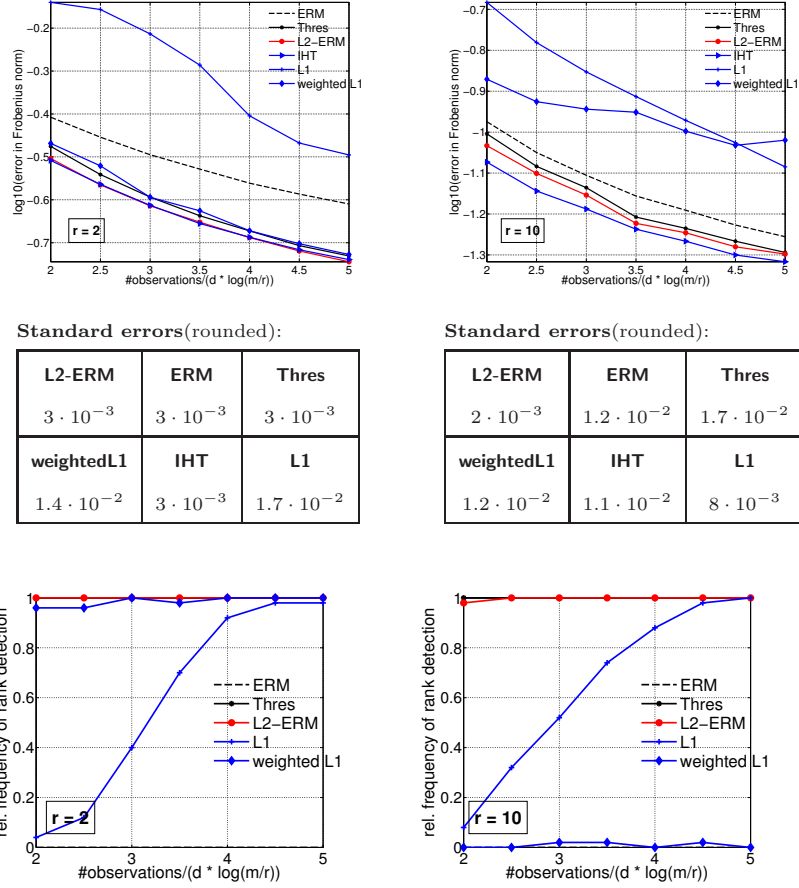 log10(error in Frobenius norm)
−0.2
−0.3
−0.4
−0.5
−0.6
−0.7
ERM
Thres
L2−ERM
IHT
L1
weighted L1
r = 2
2 2.5 3 3.5 4 4.5 5
#observations/(d * log(m/r))
log10(error in Frobenius norm)
−0.7
−0.8
−0.9
−1
−1.1
−1.2
−1.3
ERM
Thres
L2−ERM
IHT
L1
weighted L1
r = 10
2 2.5 3 3.5 4 4.5 5
#observations/(d * log(m/r))
Standard errors(rounded):
L2-ERM ERM Thres
3 · 10⁻³ 3 · 10⁻³ 3 · 10⁻³
weightedL1 IHT L1
1.4 · 10⁻² 3 · 10⁻³ 1.7 · 10⁻²
Standard errors(rounded):
L2-ERM ERM Thres
2 · 10⁻³ 1.2 · 10⁻² 1.7 · 10⁻²
weightedL1 IHT L1
1.2 · 10⁻² 1.1 · 10⁻² 8 · 10⁻³
rel. frequency of rank detection
1
0.8
0.6
0.4
0.2
0
ERM
Thres
L2−ERM
L1
weighted L1
r = 2
2 3 4 5
#observations/(d * log(m/r))
rel. frequency of rank detection
1
0.8
0.6
0.4
0.2
0
ERM
Thres
L2−ERM
L1
weighted L1
r = 10
2 3 4 5
#observations/(d * log(m/r))